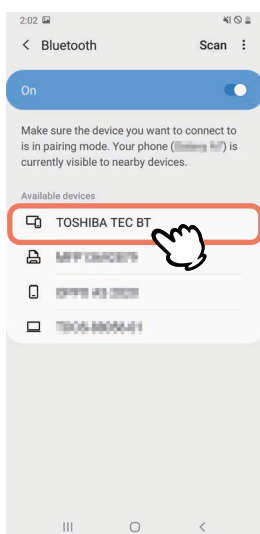 2:02
Bluetooth Scan
On
Make sure the device you want to connect to
is in pairing mode. Your phone ( ) is
currently visible to nearby devices.
Available devices
TOSHIBA TEC BT